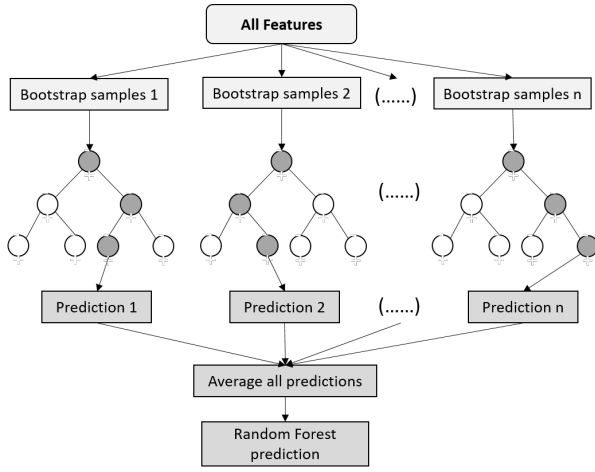 All Features
Bootstrap samples 1
Bootstrap samples 2
(......)
Bootstrap samples n
(......)
Prediction 1
Prediction 2
(......)
Prediction n
Average all predictions
Random Forest
prediction